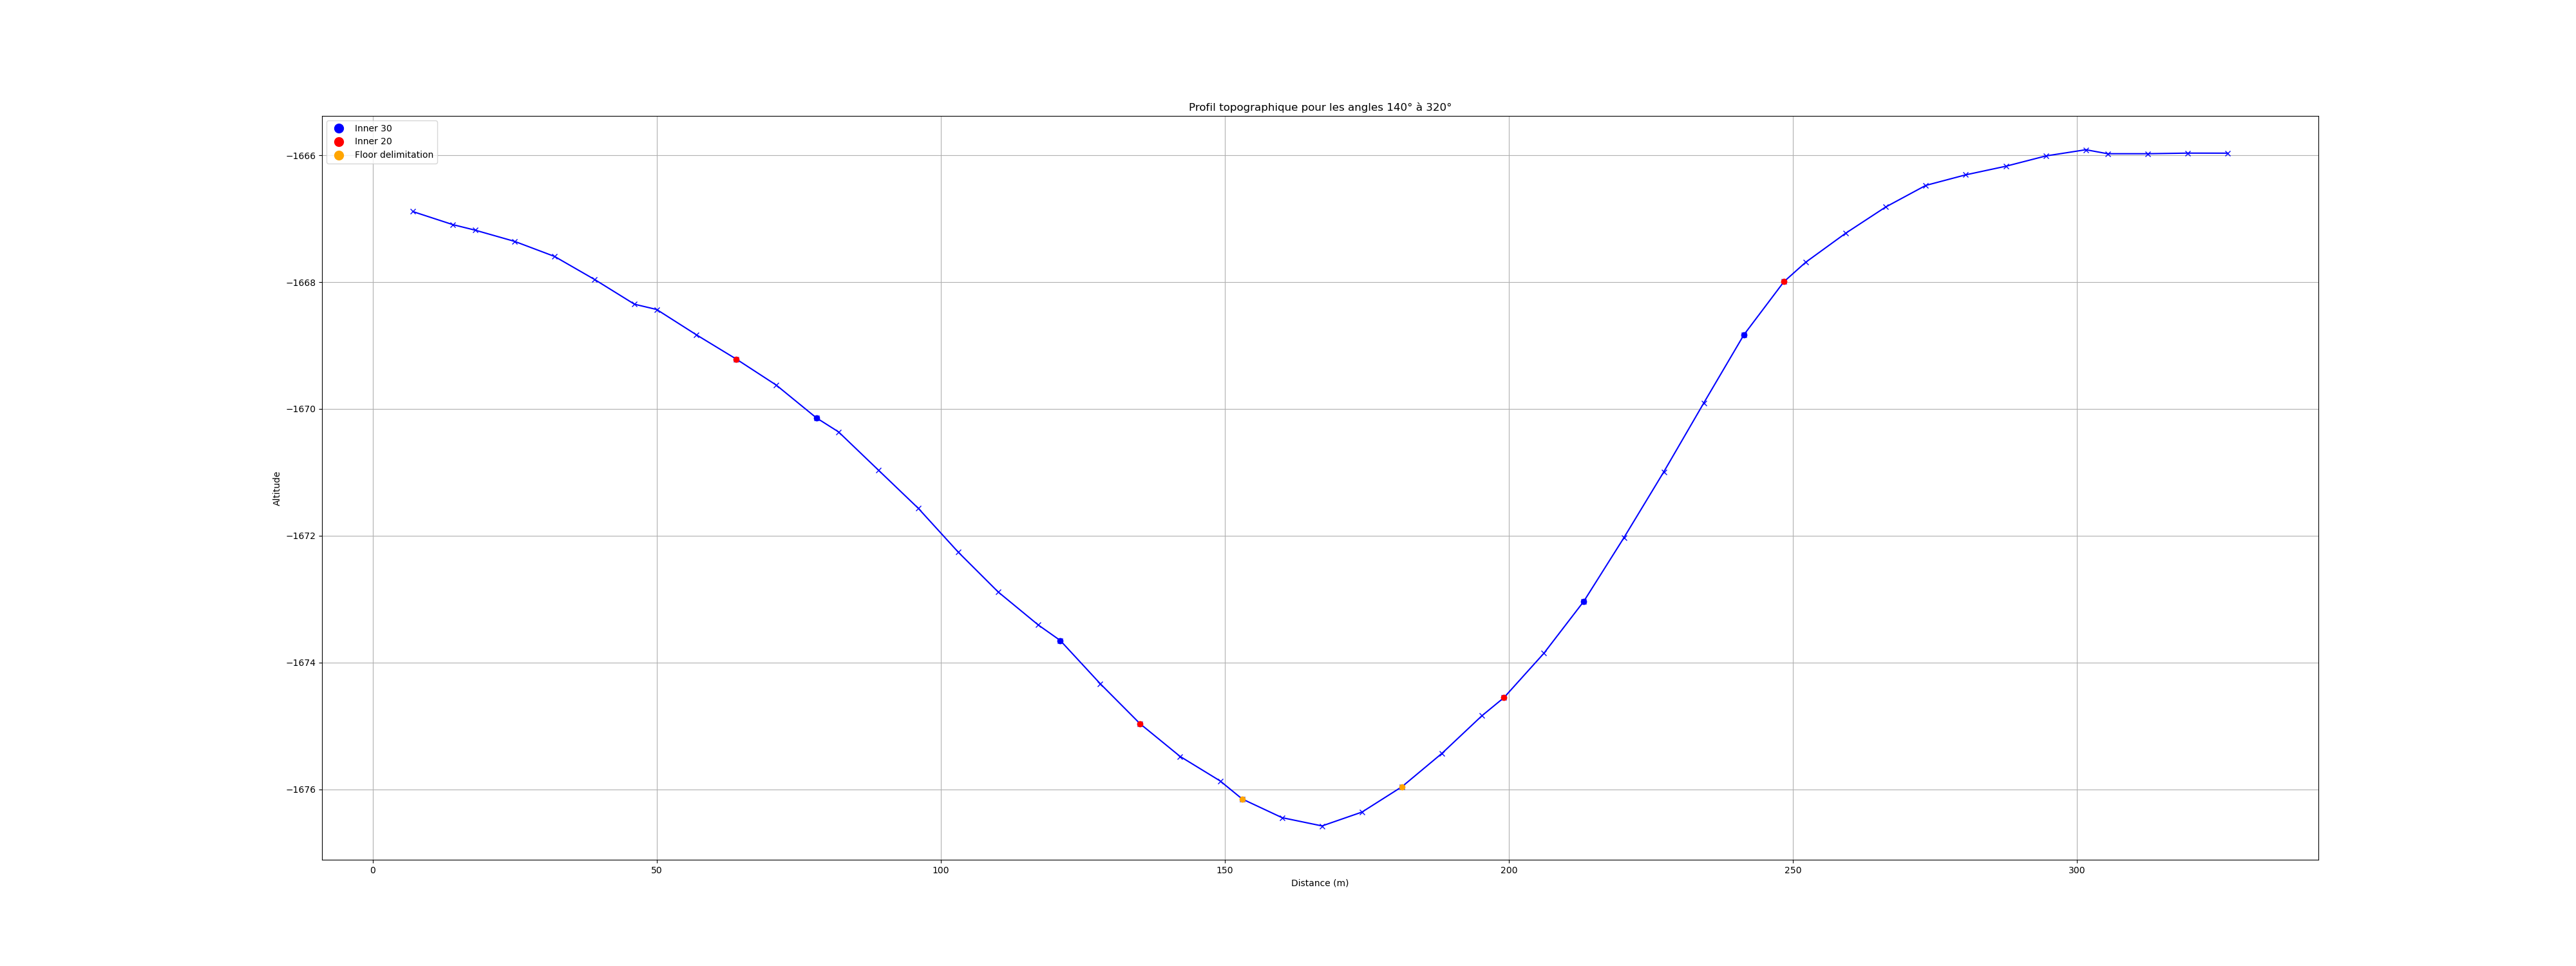 Profil topographique pour les angles 140° à 320°
Inner 30
Inner 20
Floor delimitation
−1666
−1668
−1670
−1672
−1674
−1676
Altitude
0 50 100 150 200 250 300
Distance (m)